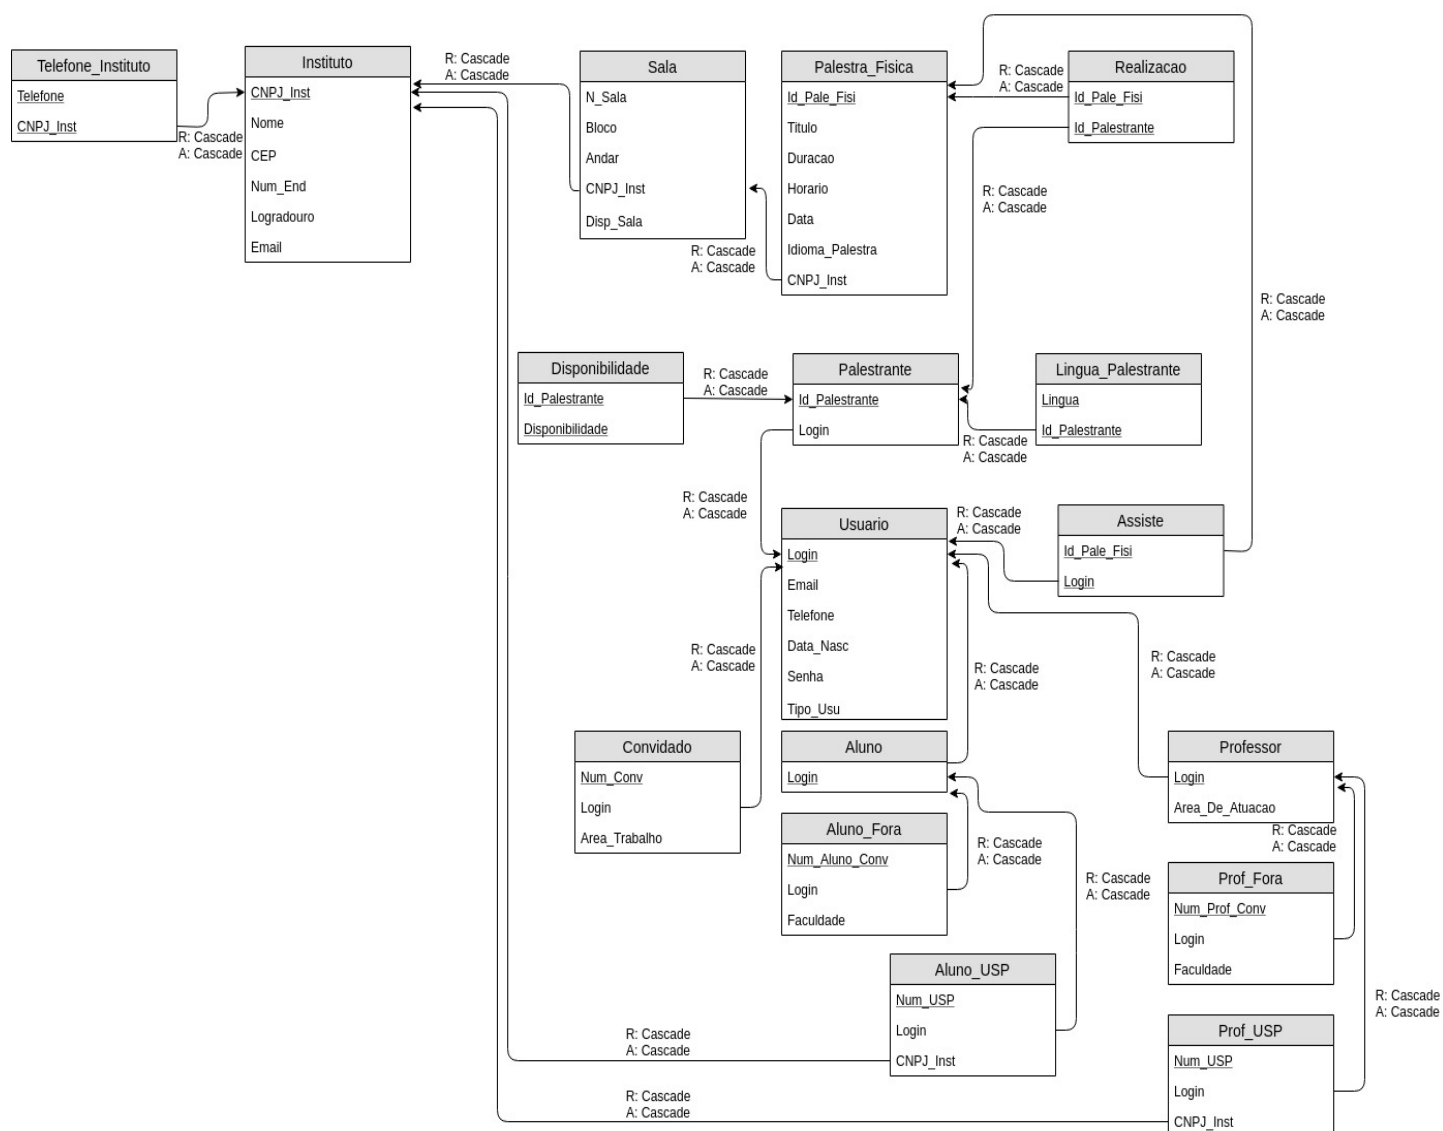 Telefone_Instituto
Telefone
CNPJ_Inst
R: Cascade
A: Cascade
Instituto
CNPJ_Inst
Nome
CEP
Num_End
Logradouro
Email
R: Cascade
A: Cascade
Sala
N_Sala
Bloco
Andar
CNPJ_Inst
Disp_Sala
R: Cascade
A: Cascade
Palestra_Fisica
Id_Pale_Fisi
Titulo
Duracao
Horario
Data
Idioma_Palestra
CNPJ_Inst
R: Cascade
A: Cascade
Realizacao
Id_Pale_Fisi
Id_Palestrante
R: Cascade
A: Cascade
R: Cascade
A: Cascade
Disponibilidade
Id_Palestrante
Disponibilidade
R: Cascade
A: Cascade
Palestrante
Id_Palestrante
Login
Lingua_Palestrante
Lingua
Id_Palestrante
R: Cascade
A: Cascade
R: Cascade
A: Cascade
Usuario
Login
Email
Telefone
Data_Nasc
Senha
Tipo_Usu
R: Cascade
A: Cascade
Assiste
Id_Pale_Fisi
Login
R: Cascade
A: Cascade
R: Cascade
A: Cascade
R: Cascade
A: Cascade
Convidado
Num_Conv
Login
Area_Trabalho
Aluno
Login
Professor
Login
Area_De_Atuacao
R: Cascade
A: Cascade
Aluno_Fora
Num_Aluno_Conv
Login
Faculdade
R: Cascade
A: Cascade
R: Cascade
A: Cascade
Prof_Fora
Num_Prof_Conv
Login
Faculdade
Aluno_USP
Num_USP
Login
CNPJ_Inst
R: Cascade
A: Cascade
R: Cascade
A: Cascade
Prof_USP
Num_USP
Login
CNPJ_Inst
R: Cascade
A: Cascade